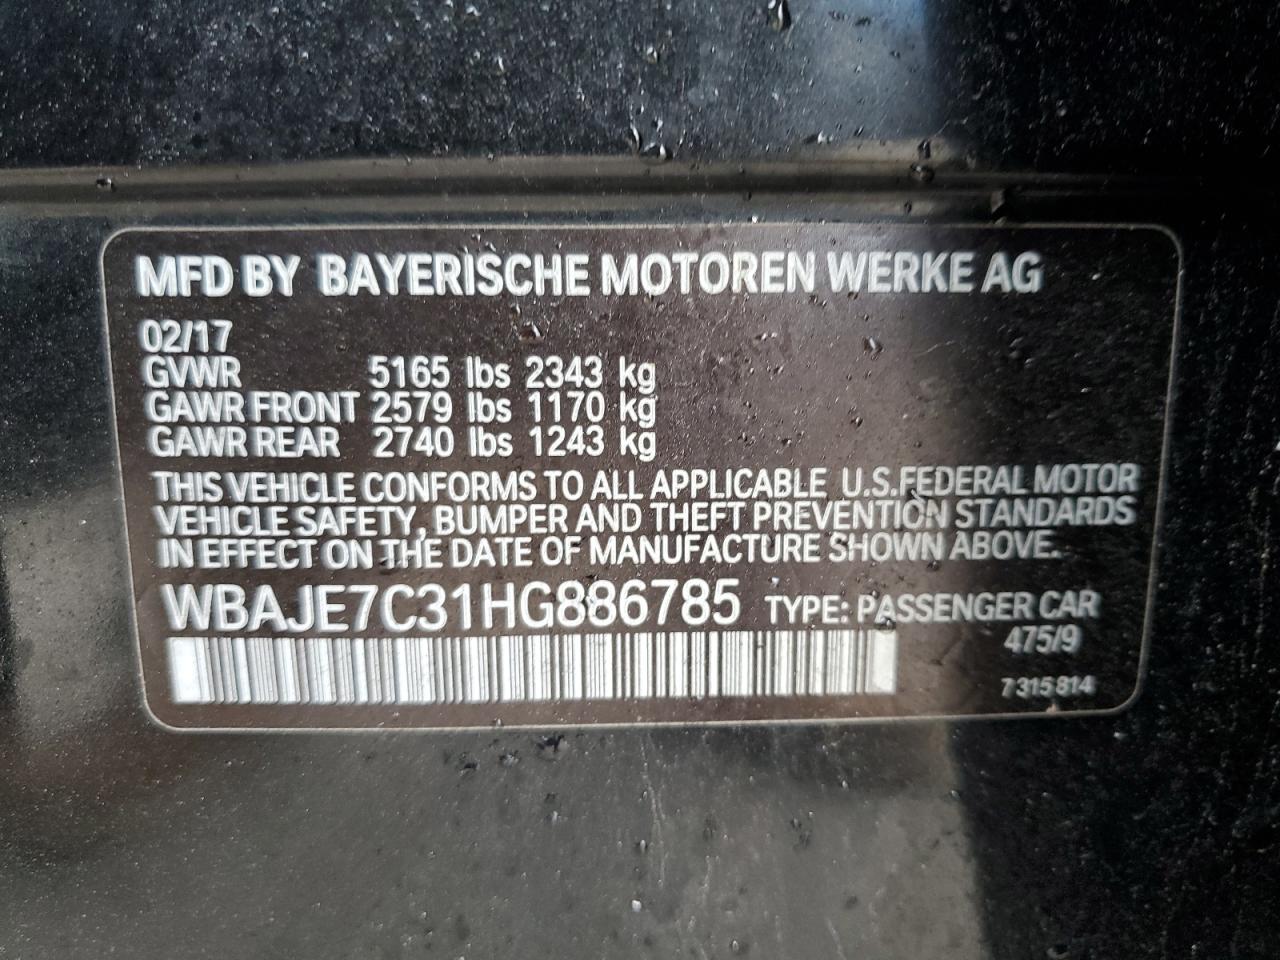 MFD BY BAYERISCHE MOTOREN WERKE AG
02/17
GVWR 5165 lbs 2343 kg
GAWR FRONT 2579 lbs 1170 kg
GAWR REAR 2740 lbs 1243 kg
THIS VEHICLE CONFORMS TO ALL APPLICABLE U.S.FEDERAL MOTOR
VEHICLE SAFETY, BUMPER AND THEFT PREVENTION STANDARDS
IN EFFECT ON THE DATE OF MANUFACTURE SHOWN ABOVE.
WBAJE7C31HG886785 TYPE: PASSENGER CAR
475/9
7 315 814